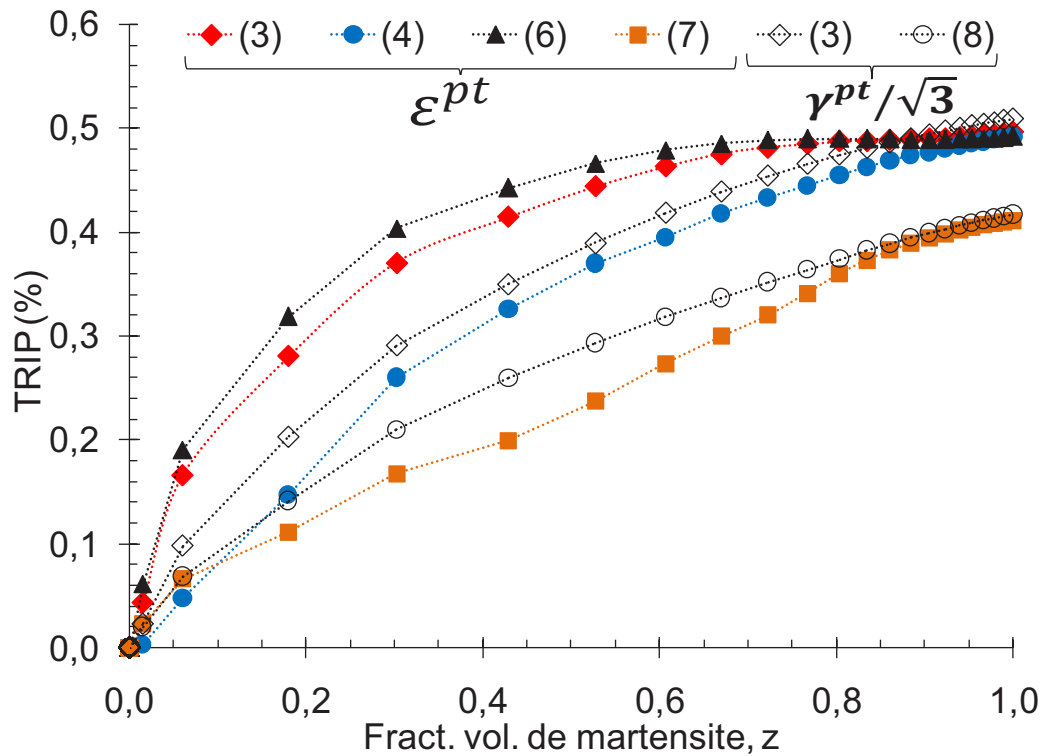 0,6
(3) (4) (6) (7) (3) (8)
ε^pt γ^pt/√3
0,5
0,4
0,3
0,2
0,1
0,0
TRIP (%)
0,0 0,2 0,4 0,6 0,8 1,0
Fract. vol. de martensite, z